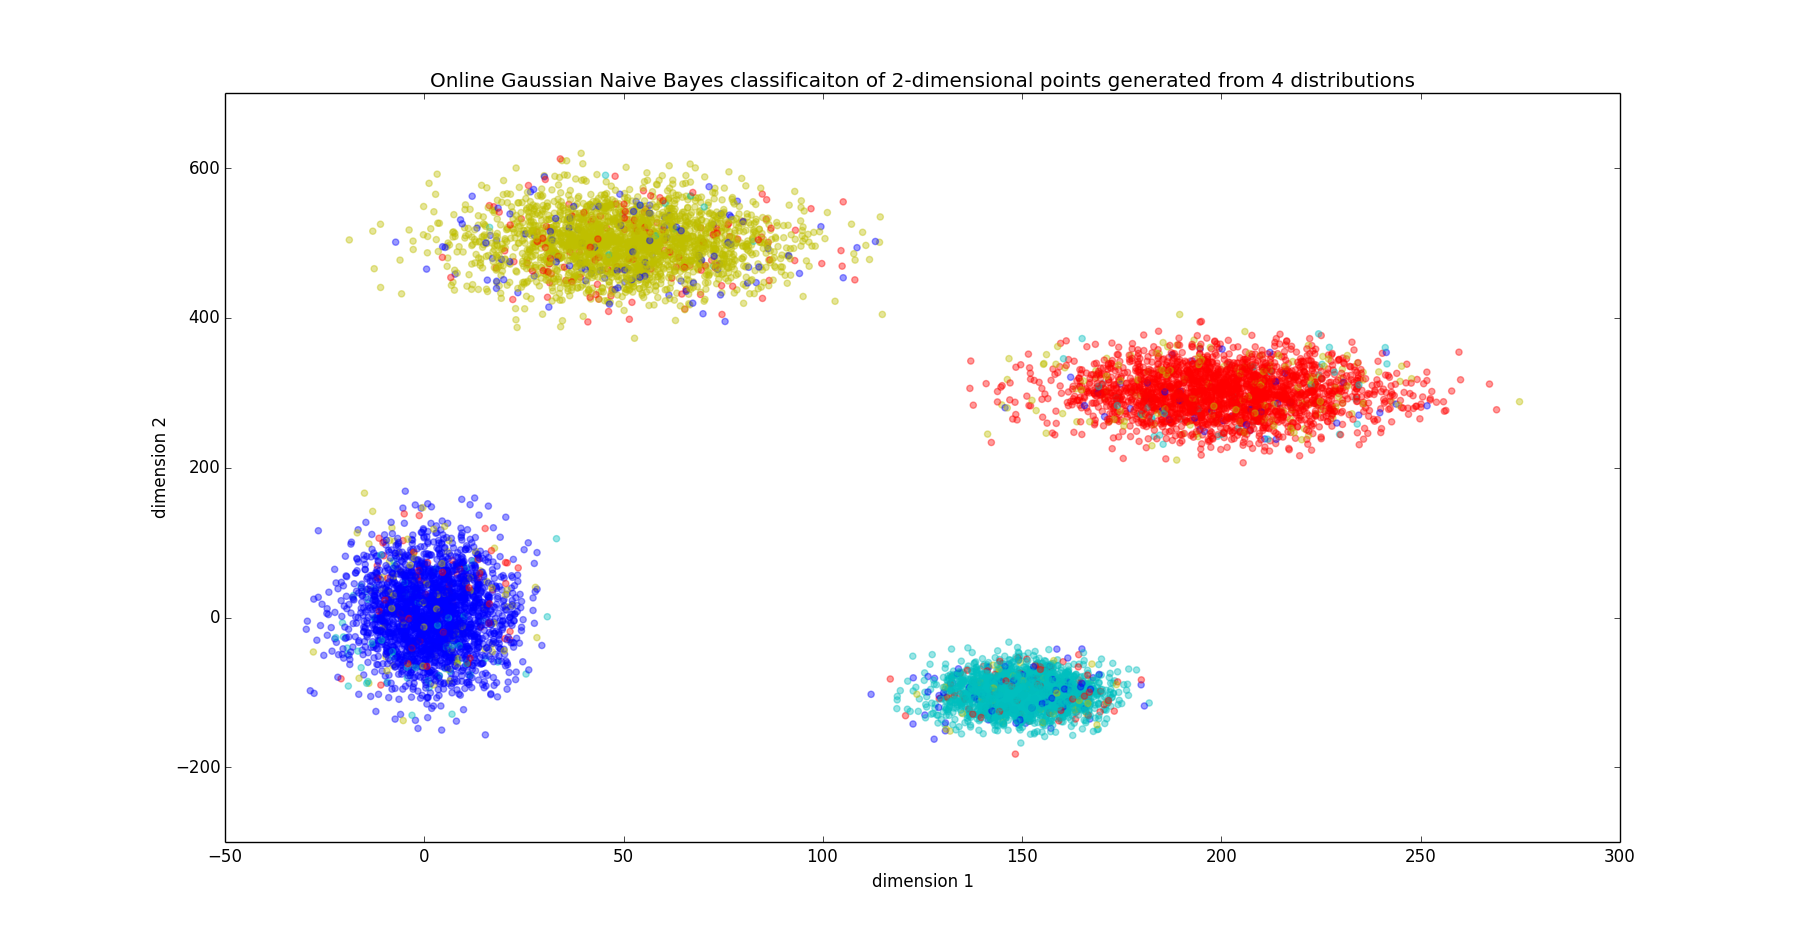 Online Gaussian Naive Bayes classificaiton of 2-dimensional points generated from 4 distributions
600
400
200
0
−200
dimension 2
−50 0 50 100 150 200 250 300
dimension 1